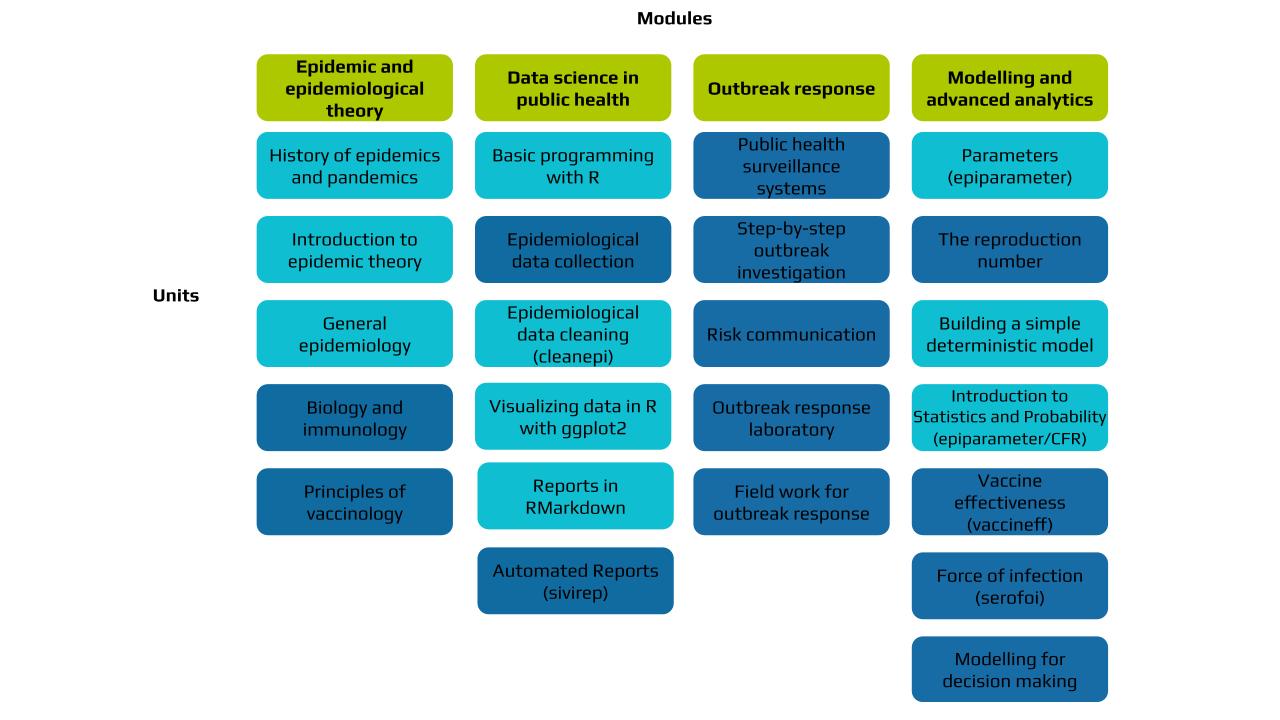 Modules
Epidemic and
epidemiological
theory
Data science in
public health
Outbreak response
Modelling and
advanced analytics
Units
History of epidemics
and pandemics
Introduction to
epidemic theory
General
epidemiology
Biology and
immunology
Principles of
vaccinology
Basic programming
with R
Epidemiological
data collection
Epidemiological
data cleaning
(cleanepi)
Visualizing data in R
with ggplot2
Reports in
RMarkdown
Automated Reports
(sivirep)
Public health
surveillance
systems
Step-by-step
outbreak
investigation
Risk communication
Outbreak response
laboratory
Field work for
outbreak response
Parameters
(epiparameter)
The reproduction
number
Building a simple
deterministic model
Introduction to
Statistics and Probability
(epiparameter/CFR)
Vaccine
effectiveness
(vaccineff)
Force of infection
(serofoi)
Modelling for
decision making